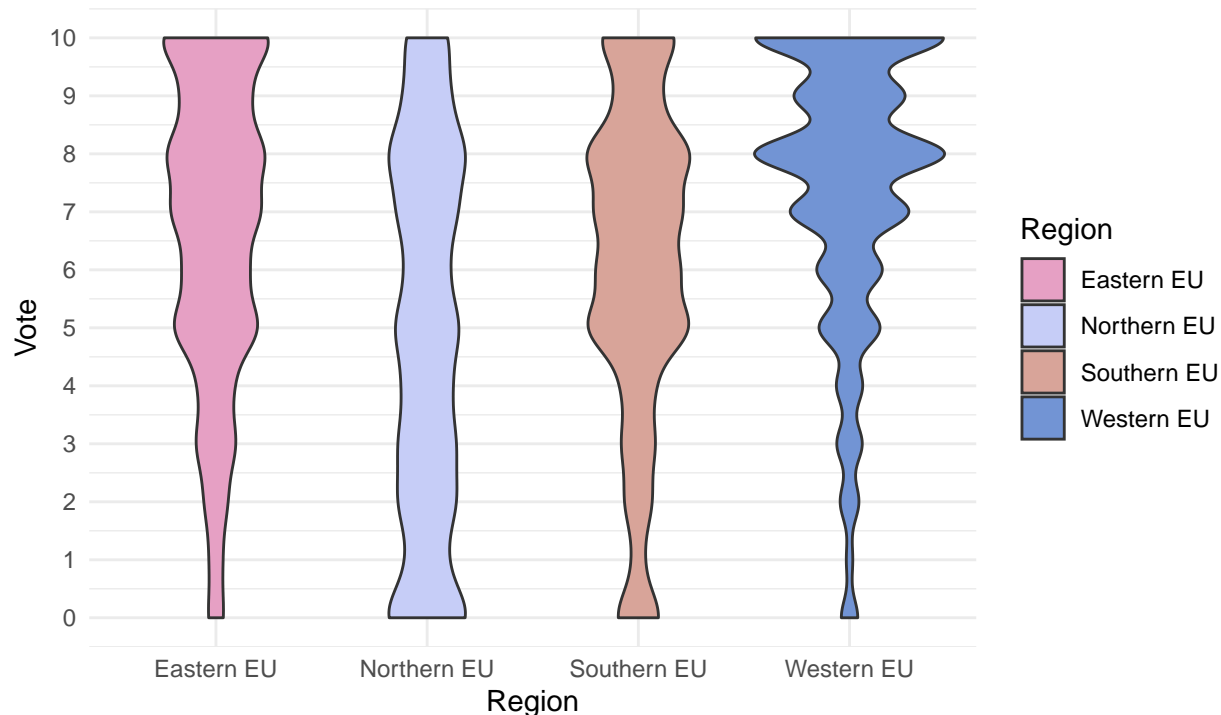 10
9
8
7
6
5
4
3
2
1
0
Vote
Eastern EU
Northern EU
Southern EU
Western EU
Region
Region
Eastern EU
Northern EU
Southern EU
Western EU